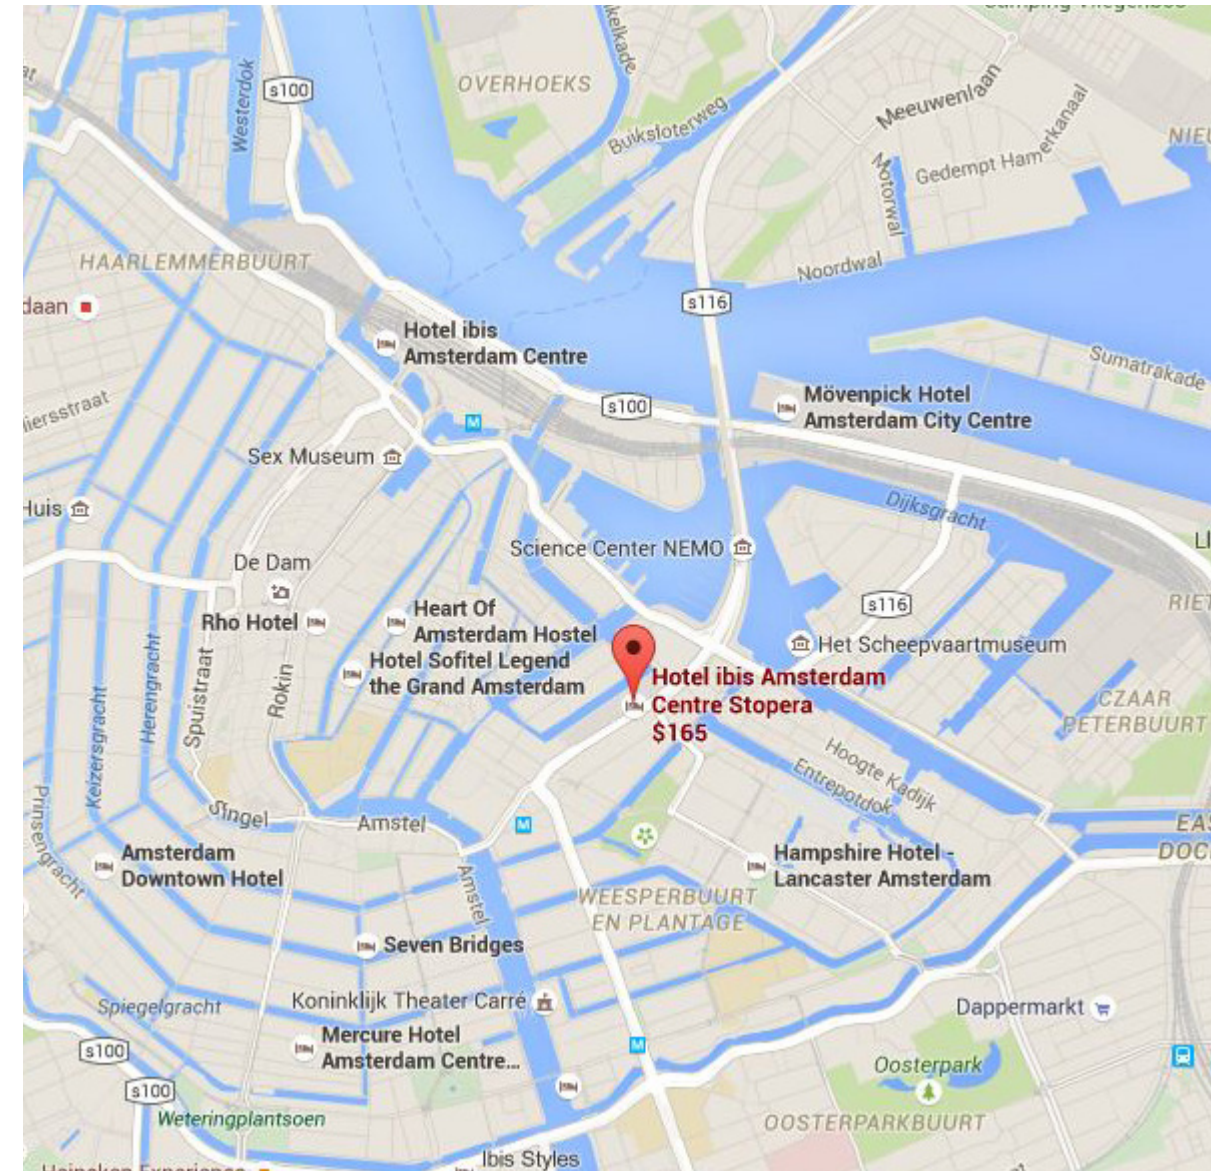 Westerdok
s100
OVERHOEKS
Buiksloterweg
Meeuwenlaan
Gedempt Hamerkanaal
Motorwal
Noordwal
HAARLEMMERBUURT
s116
daan
Hotel ibis
Amsterdam Centre
Sumatrakade
s100
Mövenpick Hotel
Amsterdam City Centre
iersstraat
M
Sex Museum
Huis
Dijksgracht
Science Center NEMO
De Dam
s116
Rho Hotel
Heart Of
Amsterdam Hostel
Het Scheepvaartmuseum
Hotel Sofitel Legend
the Grand Amsterdam
Hotel ibis Amsterdam
Centre Stopera
$165
Herengracht
Spuistraat
Rokin
Keizersgracht
CZAAR
PETERBUURT
Hoogte Kadijk
Entrepotdok
Prinsengracht
Singel
Amstel
M
Amsterdam
Downtown Hotel
Amstel
Hampshire Hotel -
Lancaster Amsterdam
WEESPERBUURT
EN PLANTAGE
Seven Bridges
Spiegelgracht
Koninklijk Theater Carré
Dappermarkt
Mercure Hotel
Amsterdam Centre...
s100
M
s100
Oosterpark
Weteringplantsoen
OOSTERPARKBUURT
Ibis Styles